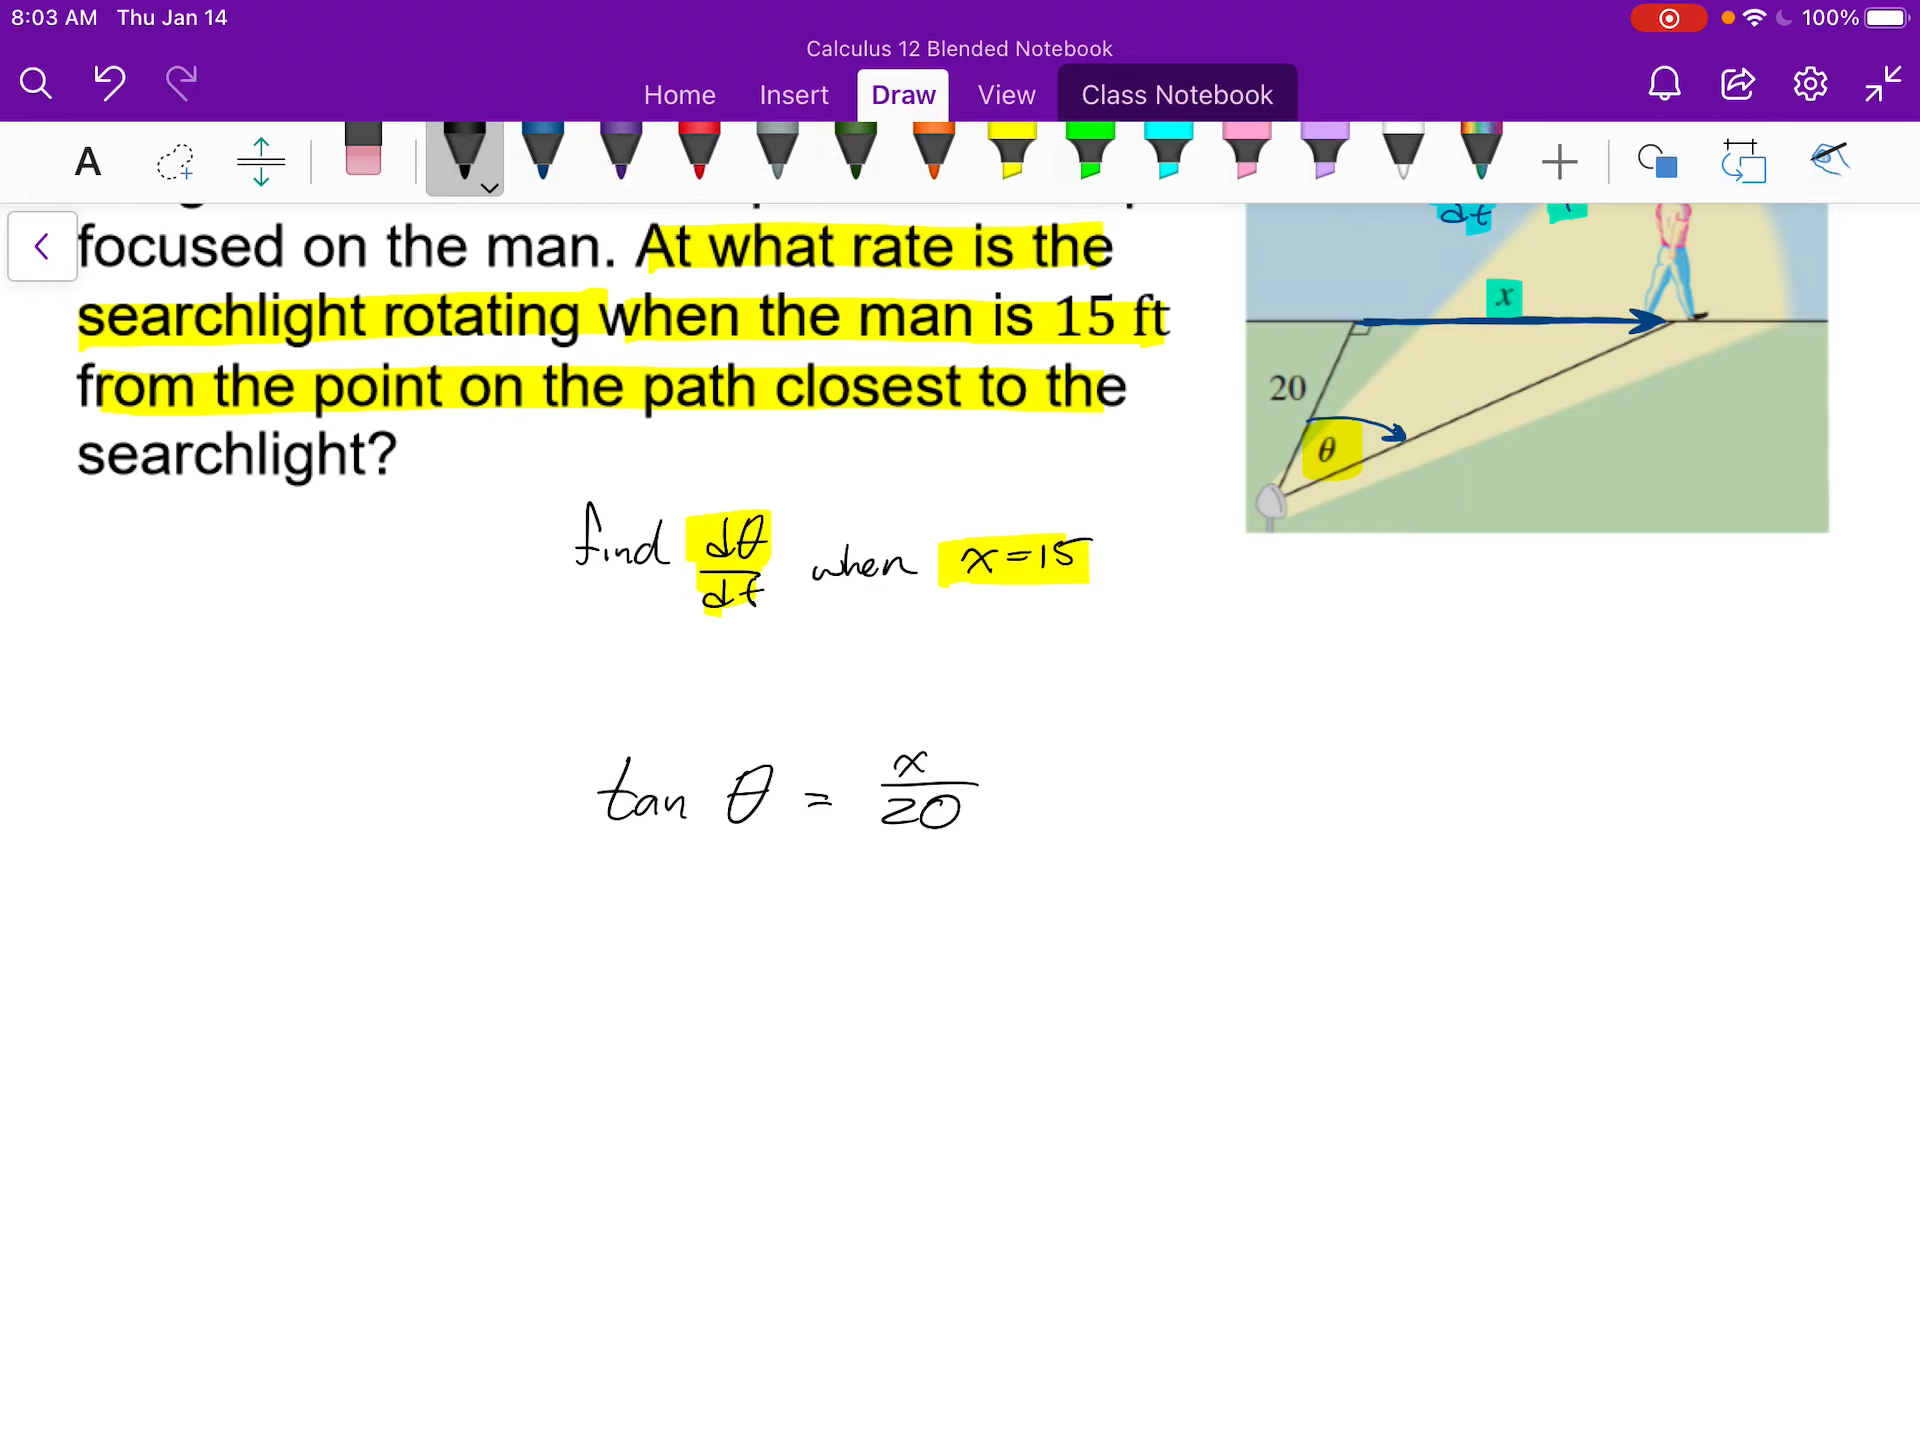 8:03 AM Thu Jan 14
100%
Calculus 12 Blended Notebook
Home Insert Draw View Class Notebook
A
focused on the man. At what rate is the
searchlight rotating when the man is 15 ft
from the point on the path closest to the
searchlight?
dt
x
20
θ
find dθ/dt when x=15
tan θ = x/20